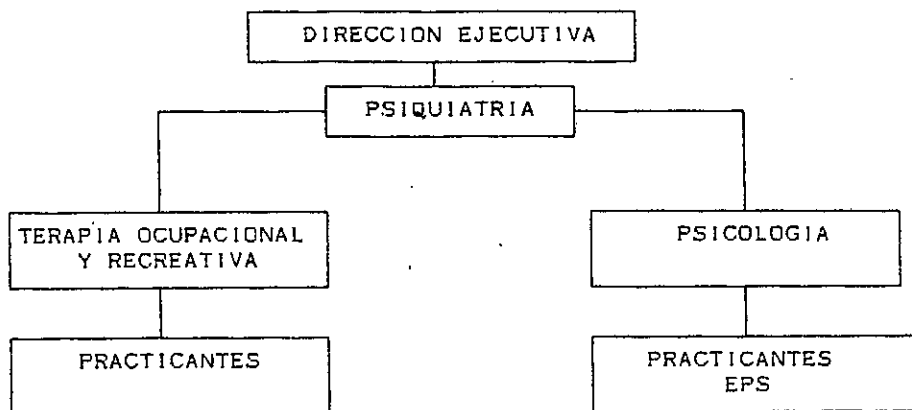 DIRECCION EJECUTIVA
PSIQUIATRIA
TERAPIA OCUPACIONAL
Y RECREATIVA
PSICOLOGIA
PRACTICANTES
PRACTICANTES
EPS